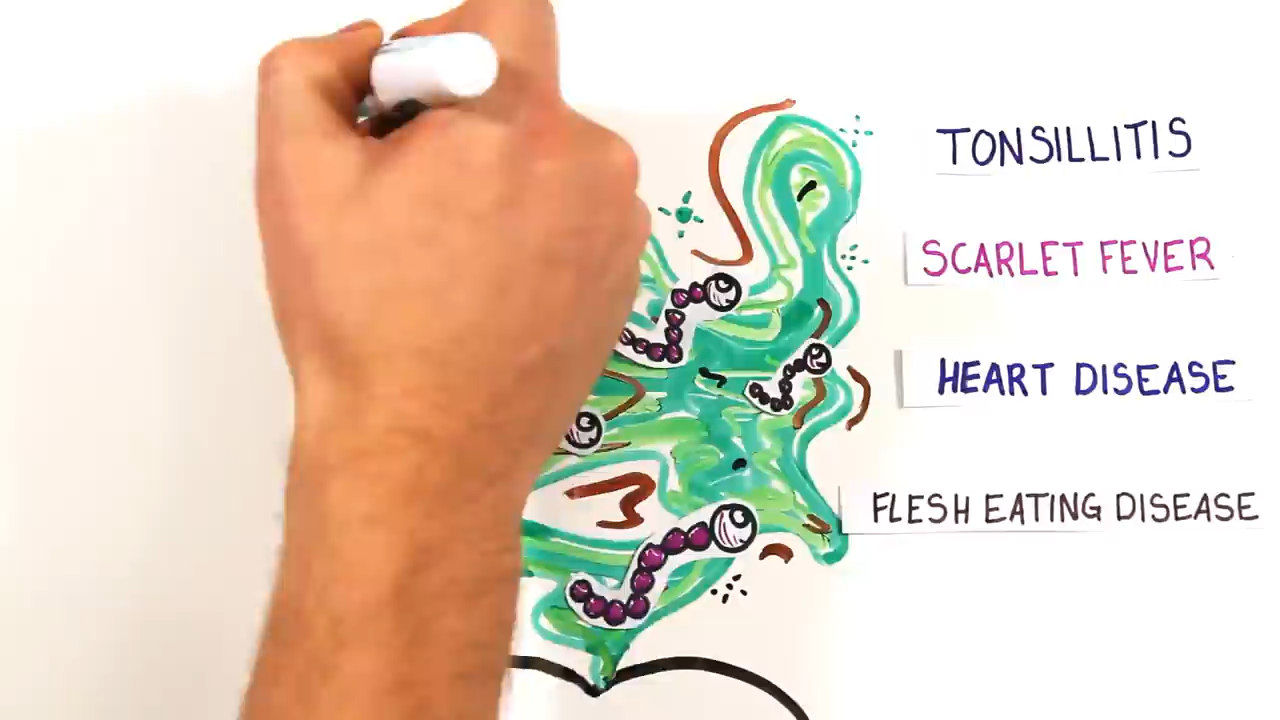 TONSILLITIS
SCARLET FEVER
HEART DISEASE
FLESH EATING DISEASE